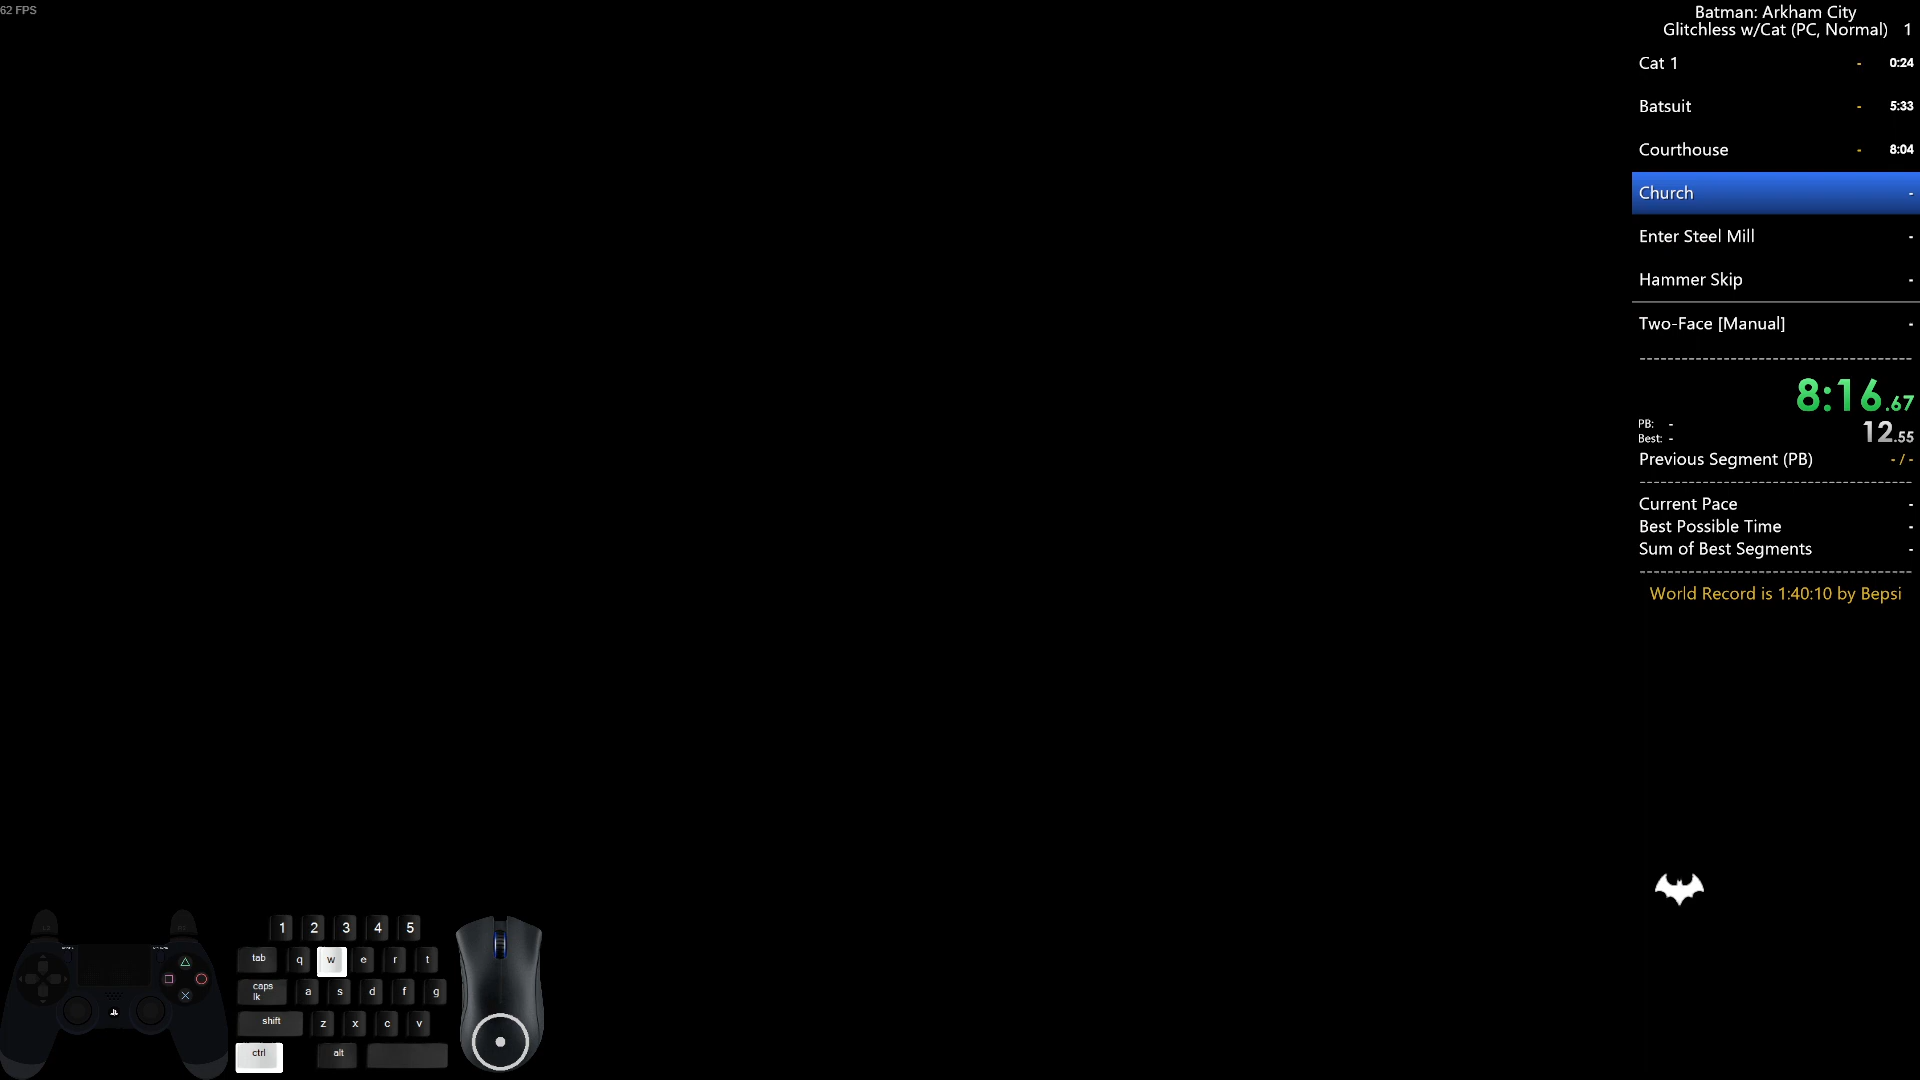 62 FPS
Batman: Arkham City
Glitchless w/Cat (PC, Normal) 1
Cat 1 - 0:24
Batsuit - 5:33
Courthouse - 8:04
Church -
Enter Steel Mill -
Hammer Skip -
Two-Face [Manual] -
8:16.67
PB: -
12.55
Best: -
Previous Segment (PB) - / -
Current Pace -
Best Possible Time -
Sum of Best Segments -
World Record is 1:40:10 by Bepsi
1 2 3 4 5
tab q w e r t
caps lk a s d f g
shift z x c v
ctrl alt